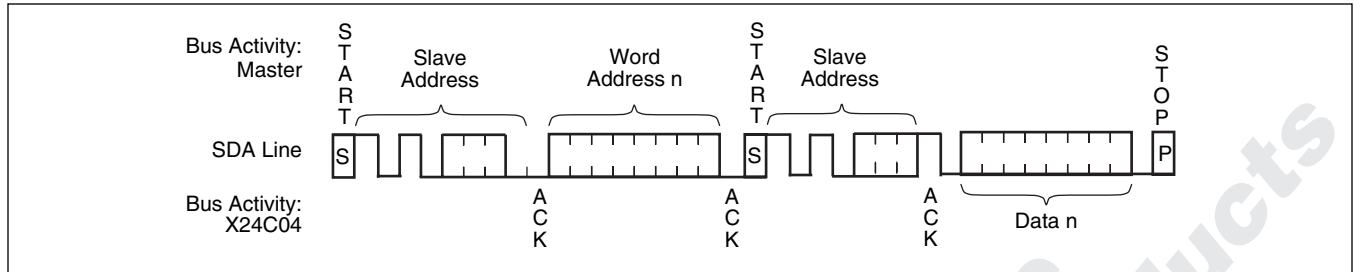 Bus Activity:
Master
START
Slave
Address
Word
Address n
START
Slave
Address
STOP
SDA Line
S
S
P
Bus Activity:
X24C04
ACK
ACK
ACK
Data n